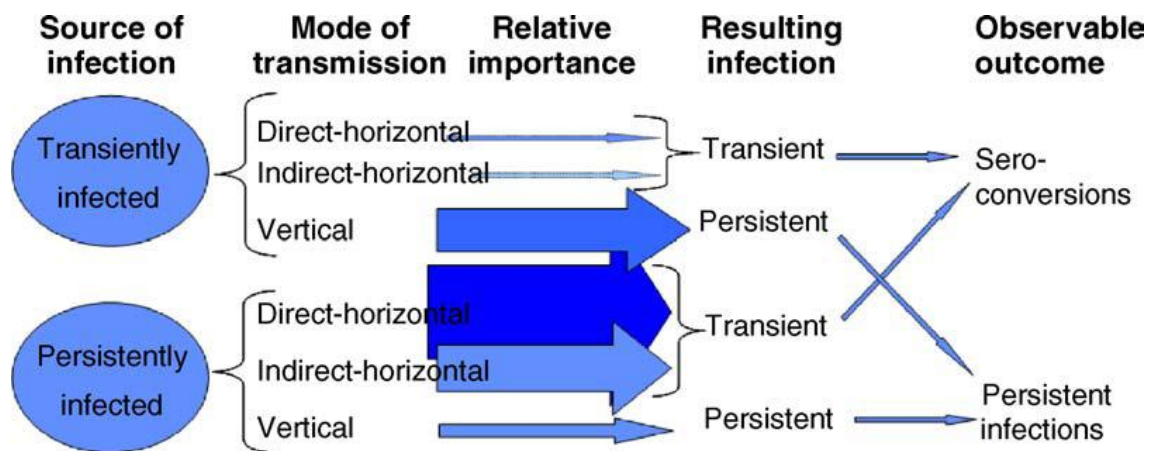 Source of
infection
Mode of
transmission
Relative
importance
Resulting
infection
Observable
outcome
Transiently
infected
Direct-horizontal
Indirect-horizontal
Vertical
Transient
Persistent
Sero-
conversions
Persistently
infected
Direct-horizontal
Indirect-horizontal
Vertical
Transient
Persistent
Persistent
infections